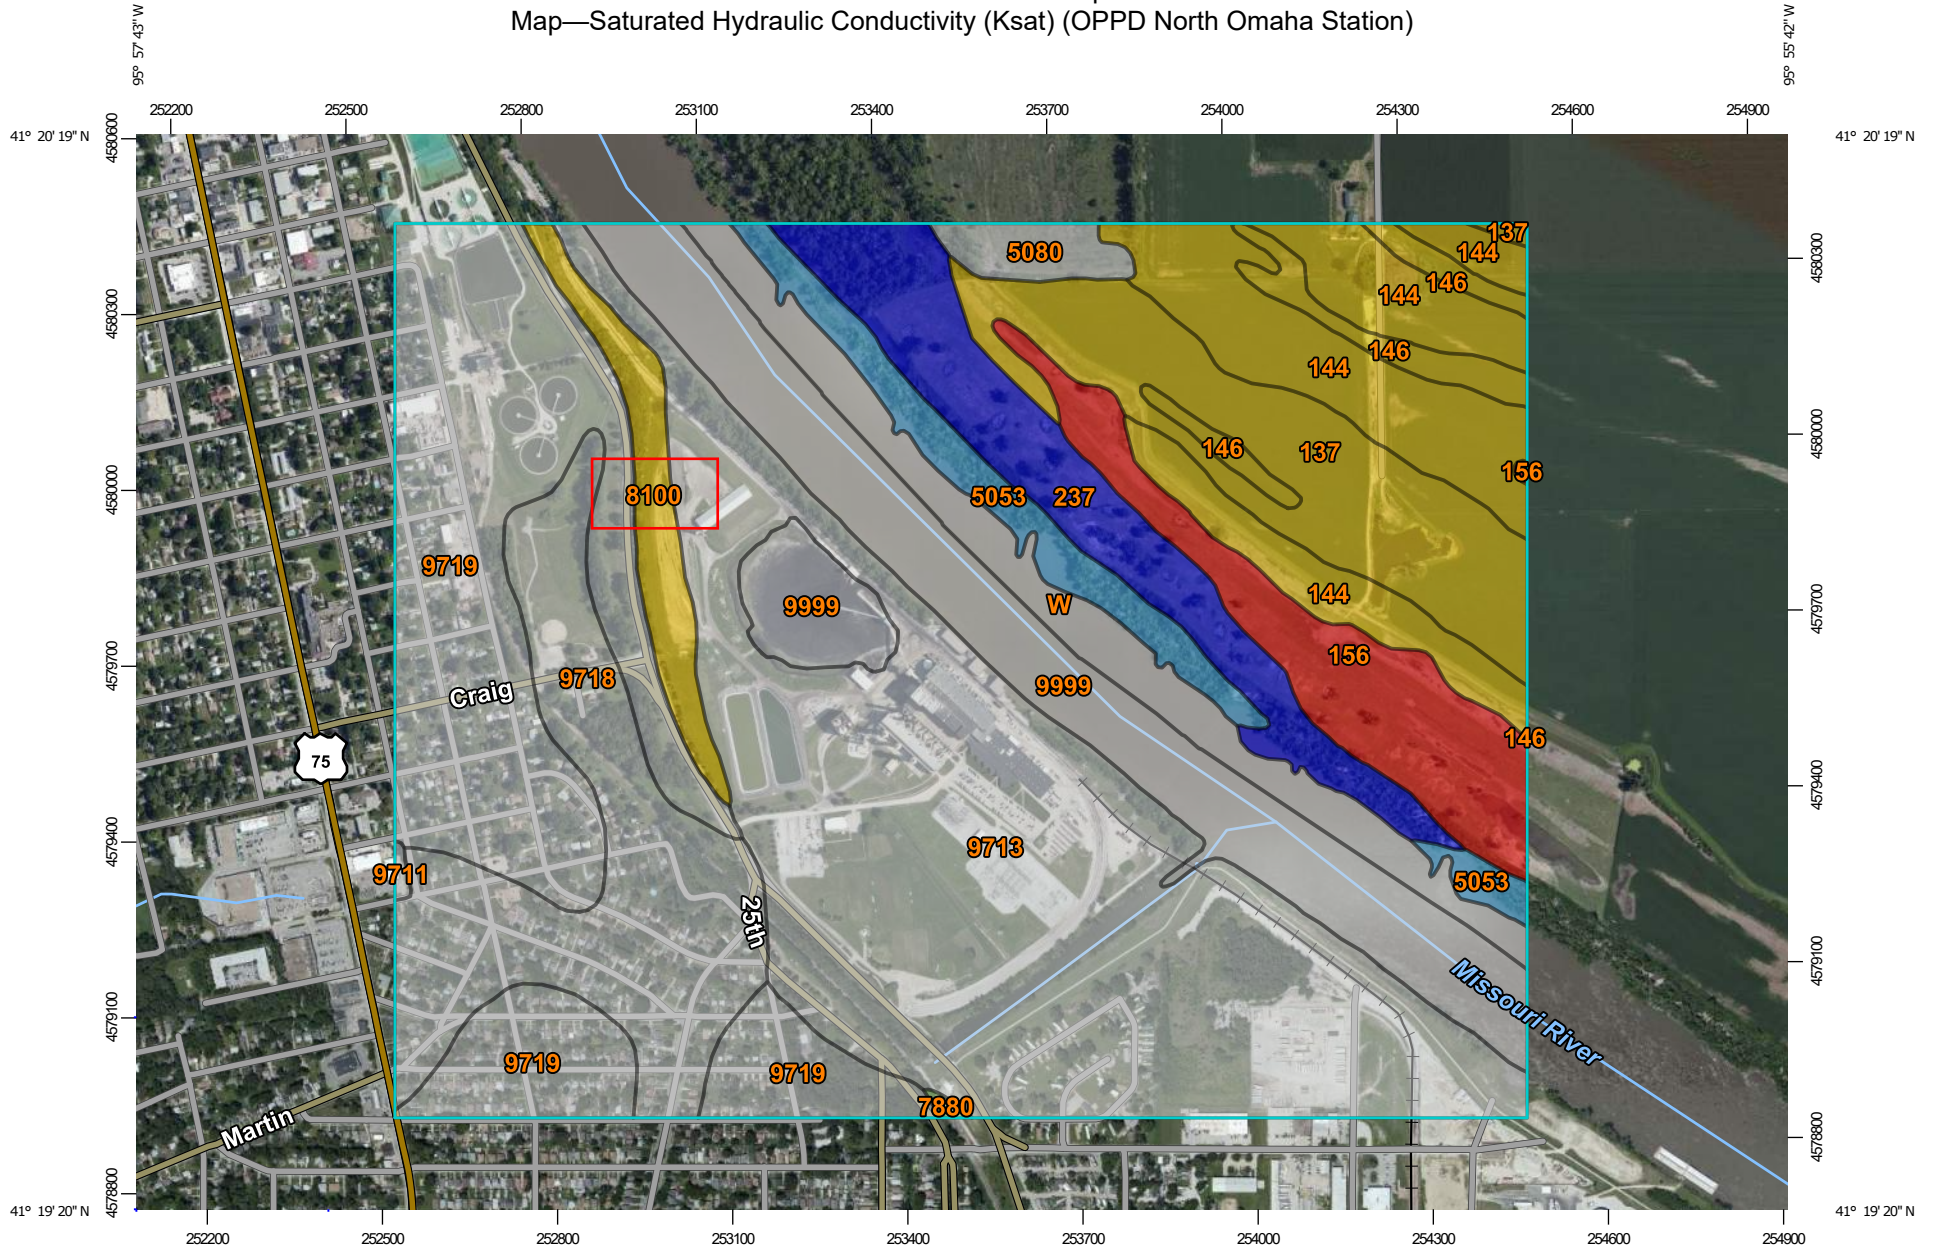 Map—Saturated Hydraulic Conductivity (Ksat) (OPPD North Omaha Station)
95° 57' 43'' W
95° 55' 42'' W
252200 252500 252800 253100 253400 253700 254000 254300 254600 254900
41° 20' 19'' N
41° 20' 19'' N
4580600
4580300
4580000
4579700
4579400
4579100
4578800
4580300
4580000
4579700
4579400
4579100
4578800
137
5080
144
146
144
146
144
146
137
156
8100
5053
237
9719
9999
W
144
156
9718
9999
Craig
146
75
9713
9711
5053
25th
Missouri River
9719
9719
7880
Martin
41° 19' 20'' N
41° 19' 20'' N
252200 252500 252800 253100 253400 253700 254000 254300 254600 254900